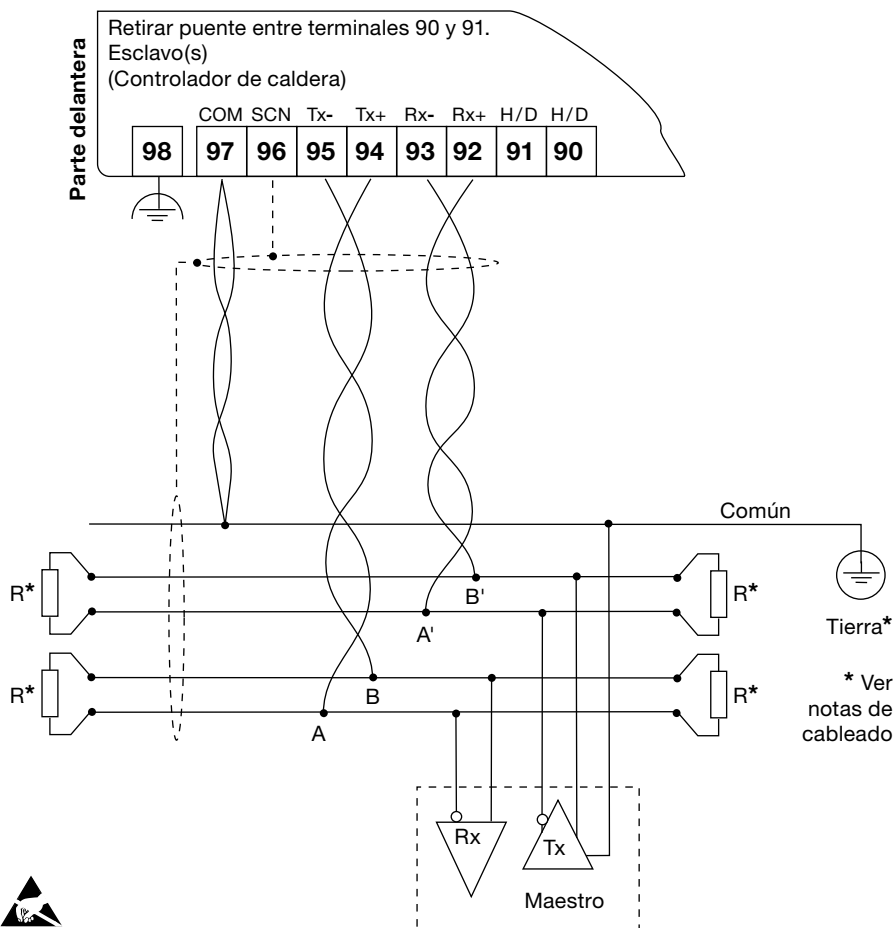 Retirar puente entre terminales 90 y 91.
Esclavo(s)
(Controlador de caldera)
Parte delantera
COM SCN Tx- Tx+ Rx- Rx+ H/D H/D
98 97 96 95 94 93 92 91 90
Común
R*
B'
R*
A'
Tierra*
R*
B
R*
A
* Ver
notas de
cableado
Rx
Tx
Maestro